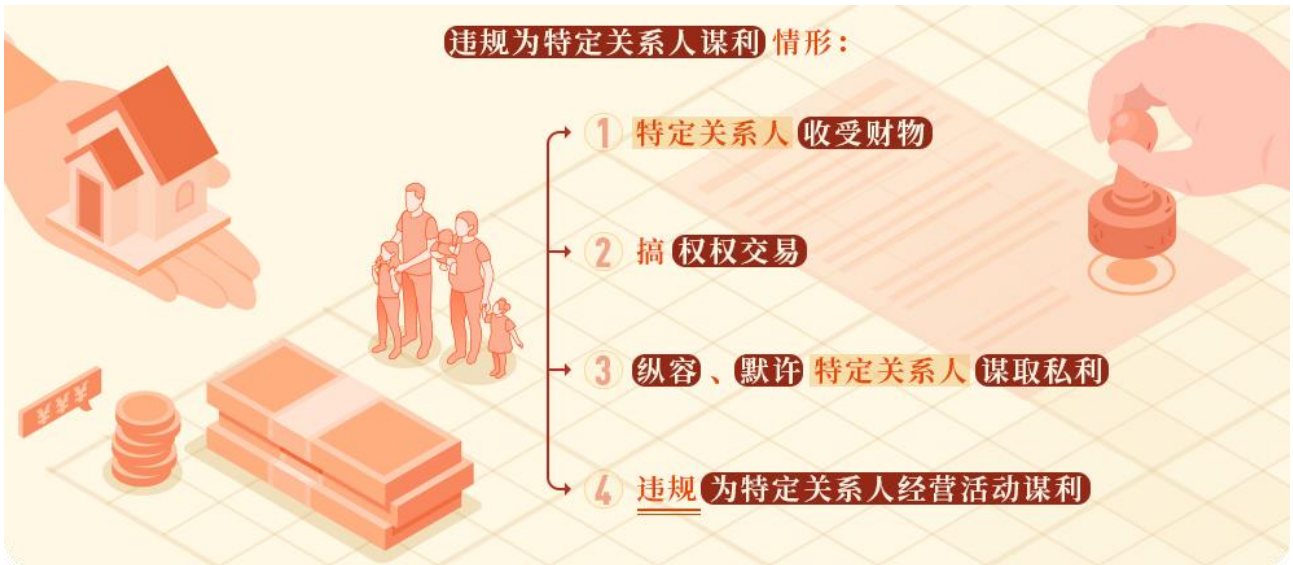 违规为特定关系人谋利情形：
1 特定关系人收受财物
2 搞权权交易
3 纵容、默许特定关系人谋取私利
4 违规为特定关系人经营活动谋利
¥¥¥